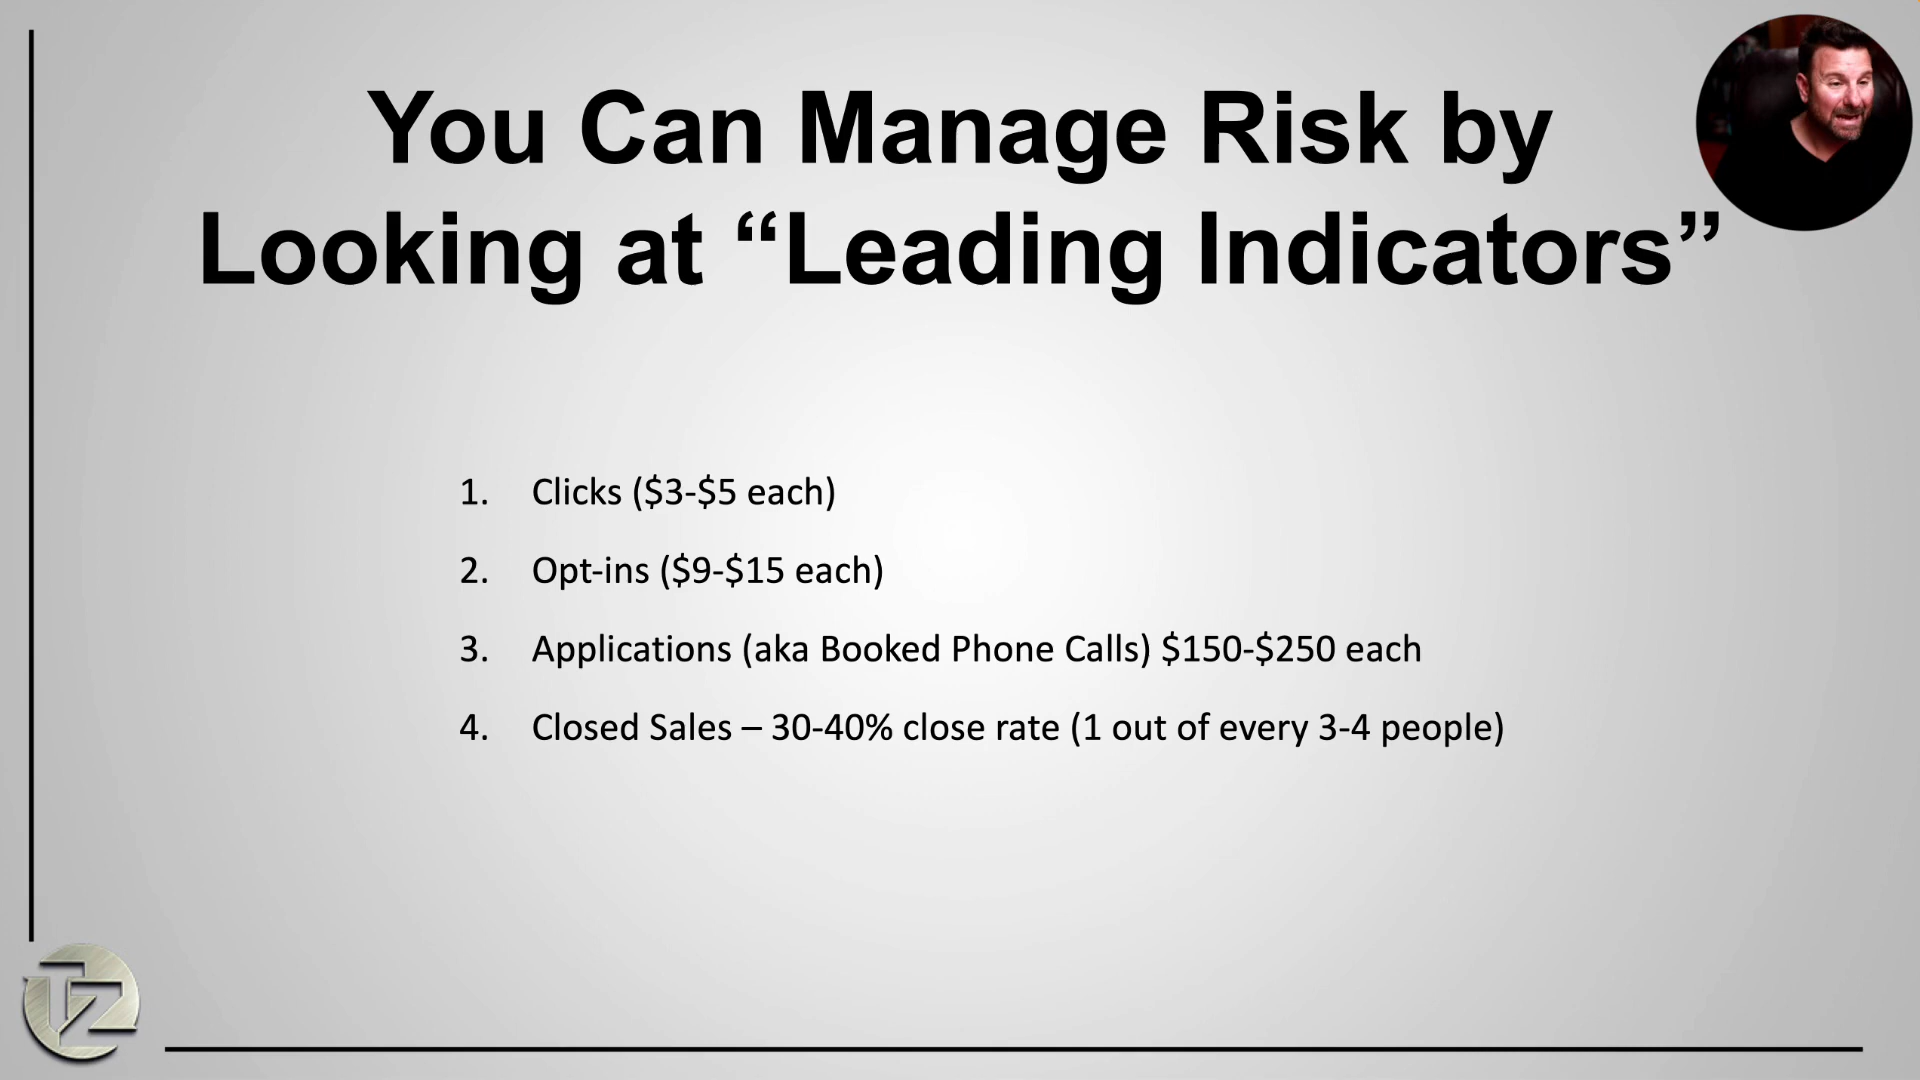 You Can Manage Risk by
Looking at “Leading Indicators”
1. Clicks ($3-$5 each)
2. Opt-ins ($9-$15 each)
3. Applications (aka Booked Phone Calls) $150-$250 each
4. Closed Sales – 30-40% close rate (1 out of every 3-4 people)
TZ